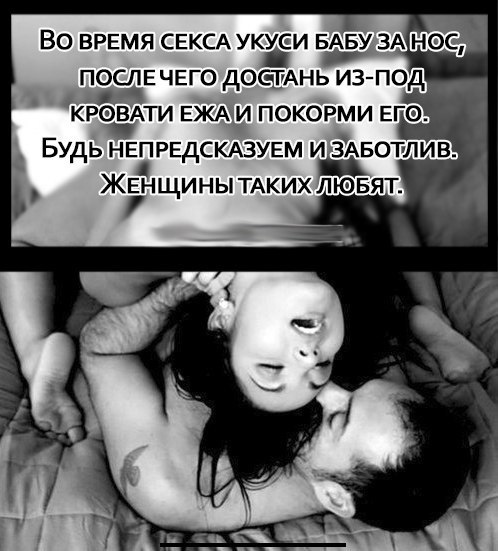 Во время секса укуси бабу за нос,
после чего достань из-под
кровати ежа и покорми его.
Будь непредсказуем и заботлив.
Женщины таких любят.